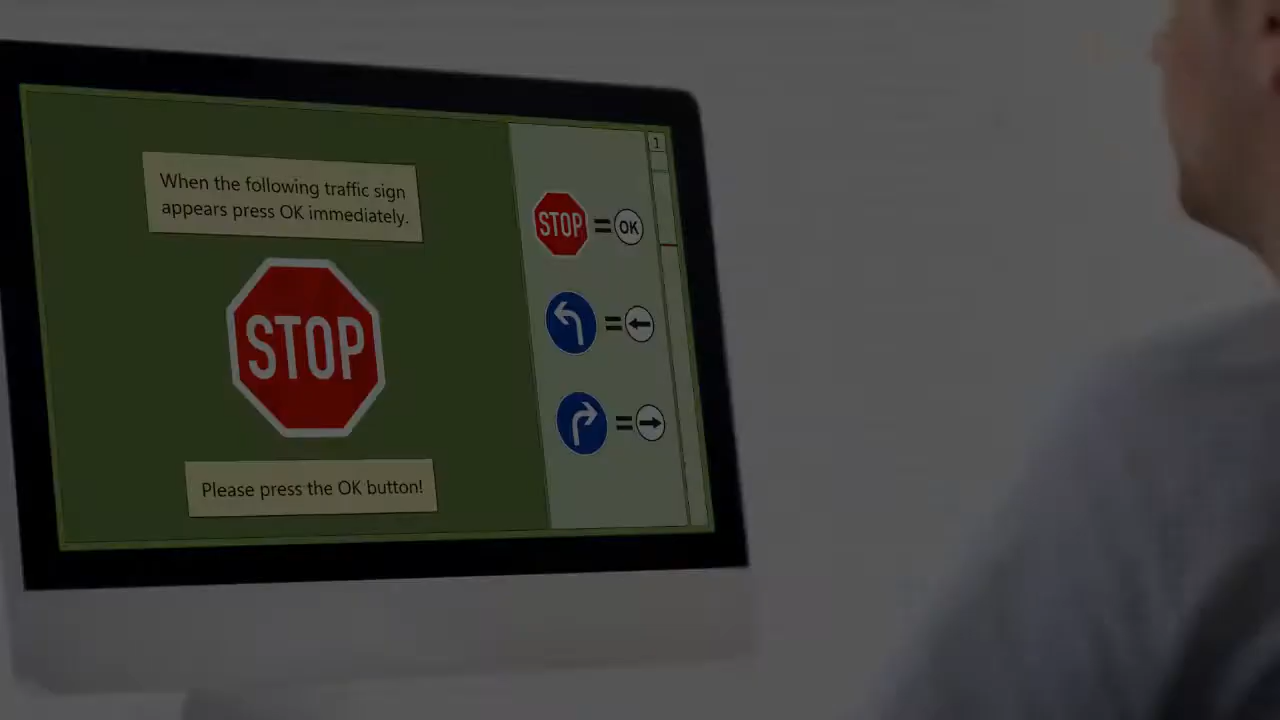 When the following traffic sign
appears press OK immediately.
STOP
Please press the OK button!
1
STOP = OK
=
=